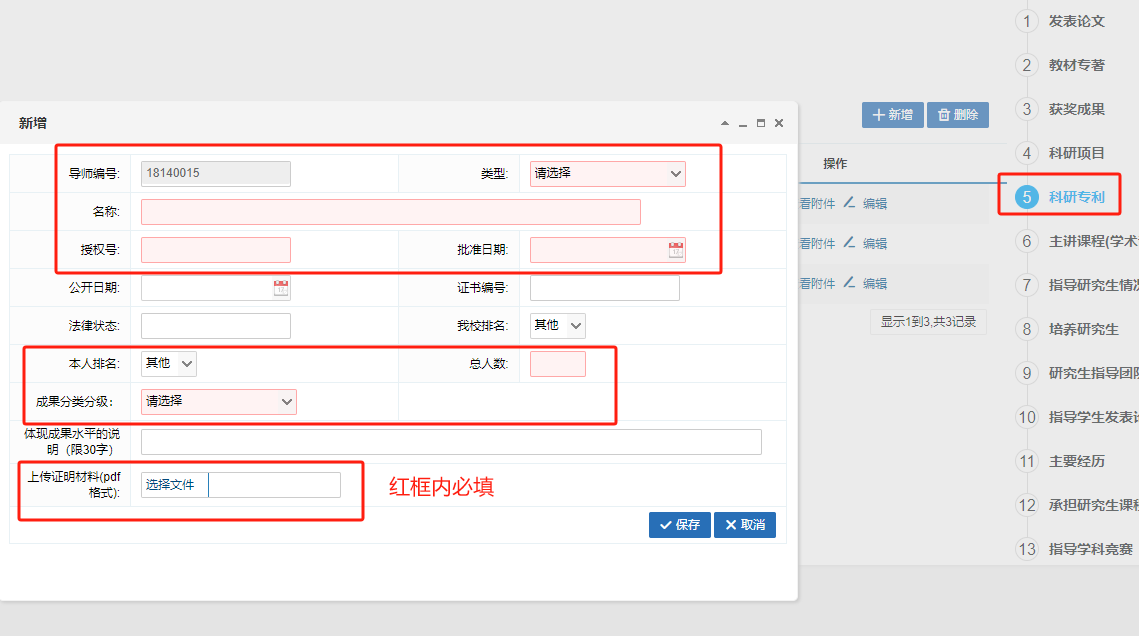 新增
导师编号: 18140015 类型: 请选择
名称:
授权号: 批准日期:
公开日期: 证书编号:
法律状态: 我校排名: 其他
本人排名: 其他 总人数:
成果分类分级: 请选择
体现成果水平的说
明（限30字）
上传证明材料(pdf
格式): 选择文件
红框内必填
保存 取消
新增 删除
操作
看附件 编辑
看附件 编辑
看附件 编辑
显示1到3,共3记录
1 发表论文
2 教材专著
3 获奖成果
4 科研项目
5 科研专利
6 主讲课程(学术
7 指导研究生情况
8 培养研究生
9 研究生指导团队
10 指导学生发表论
11 主要经历
12 承担研究生课程
13 指导学科竞赛